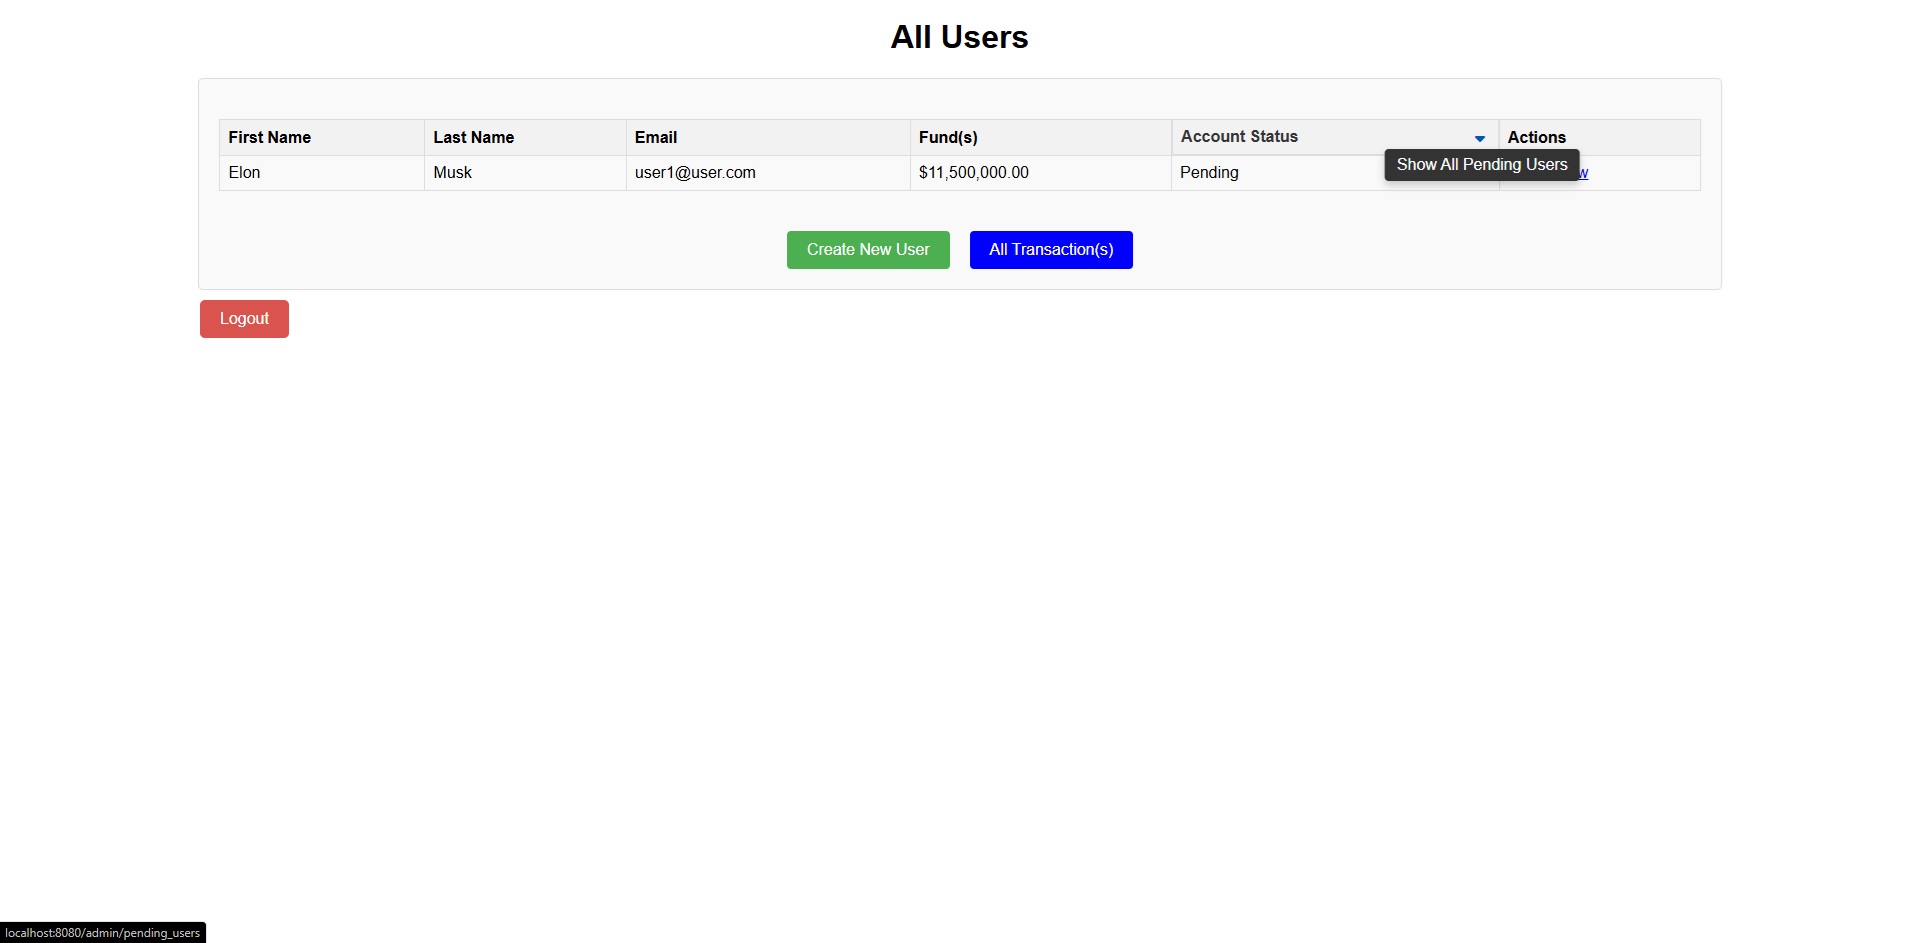 All Users
First Name Last Name Email Fund(s) Account Status Actions
Elon Musk user1@user.com $11,500,000.00 Pending
Show All Pending Users
Create New User All Transaction(s)
Logout
localhost:8080/admin/pending_users